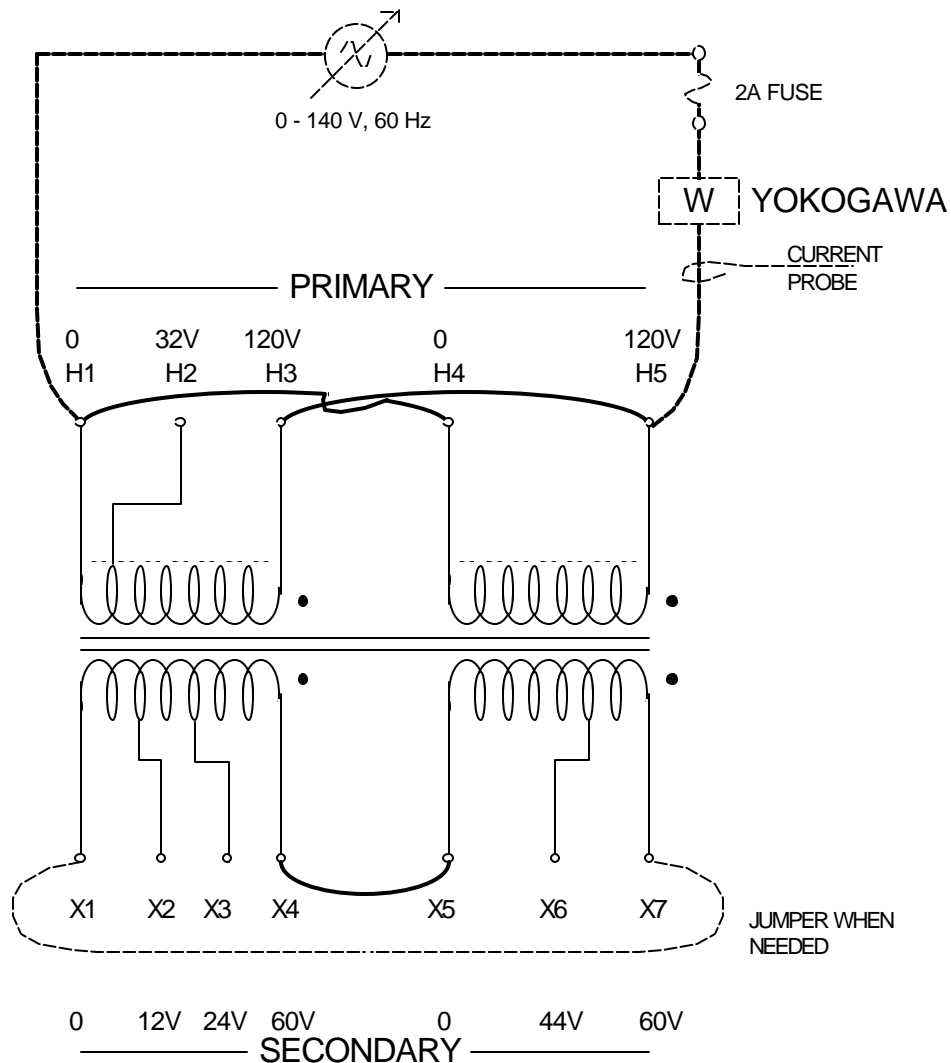 2A FUSE
0 - 140 V, 60 Hz
W YOKOGAWA
CURRENT
PROBE
PRIMARY
0 32V 120V 0 120V
H1 H2 H3 H4 H5
X1 X2 X3 X4 X5 X6 X7
JUMPER WHEN
NEEDED
0 12V 24V 60V 0 44V 60V
SECONDARY